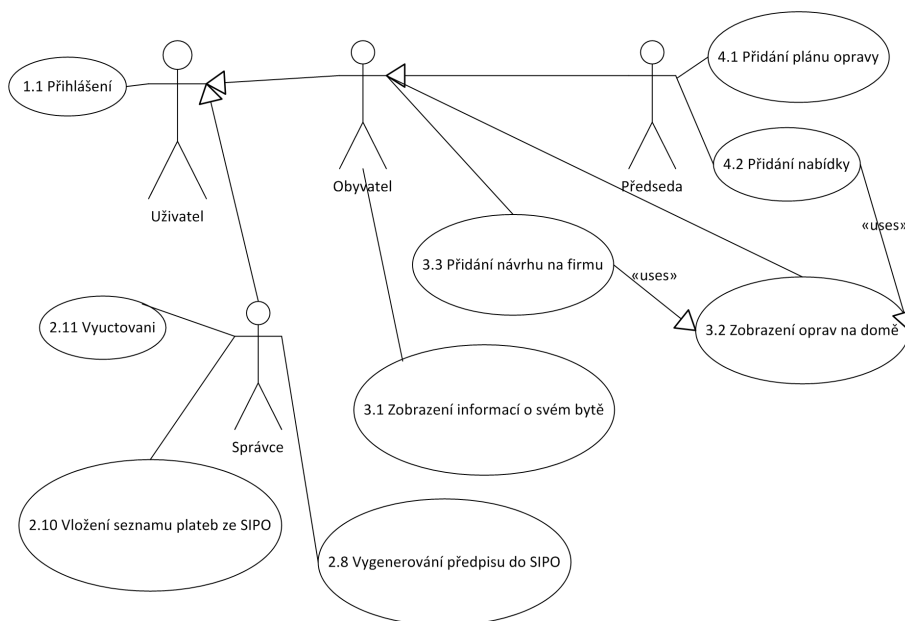 4.1 Přidání plánu opravy
1.1 Přihlášení
4.2 Přidání nabídky
Obyvatel
Předseda
Uživatel
«uses»
3.3 Přidání návrhu na firmu
«uses»
2.11 Vyuctovani
3.2 Zobrazení oprav na domě
3.1 Zobrazení informací o svém bytě
Správce
2.10 Vložení seznamu plateb ze SIPO
2.8 Vygenerování předpisu do SIPO